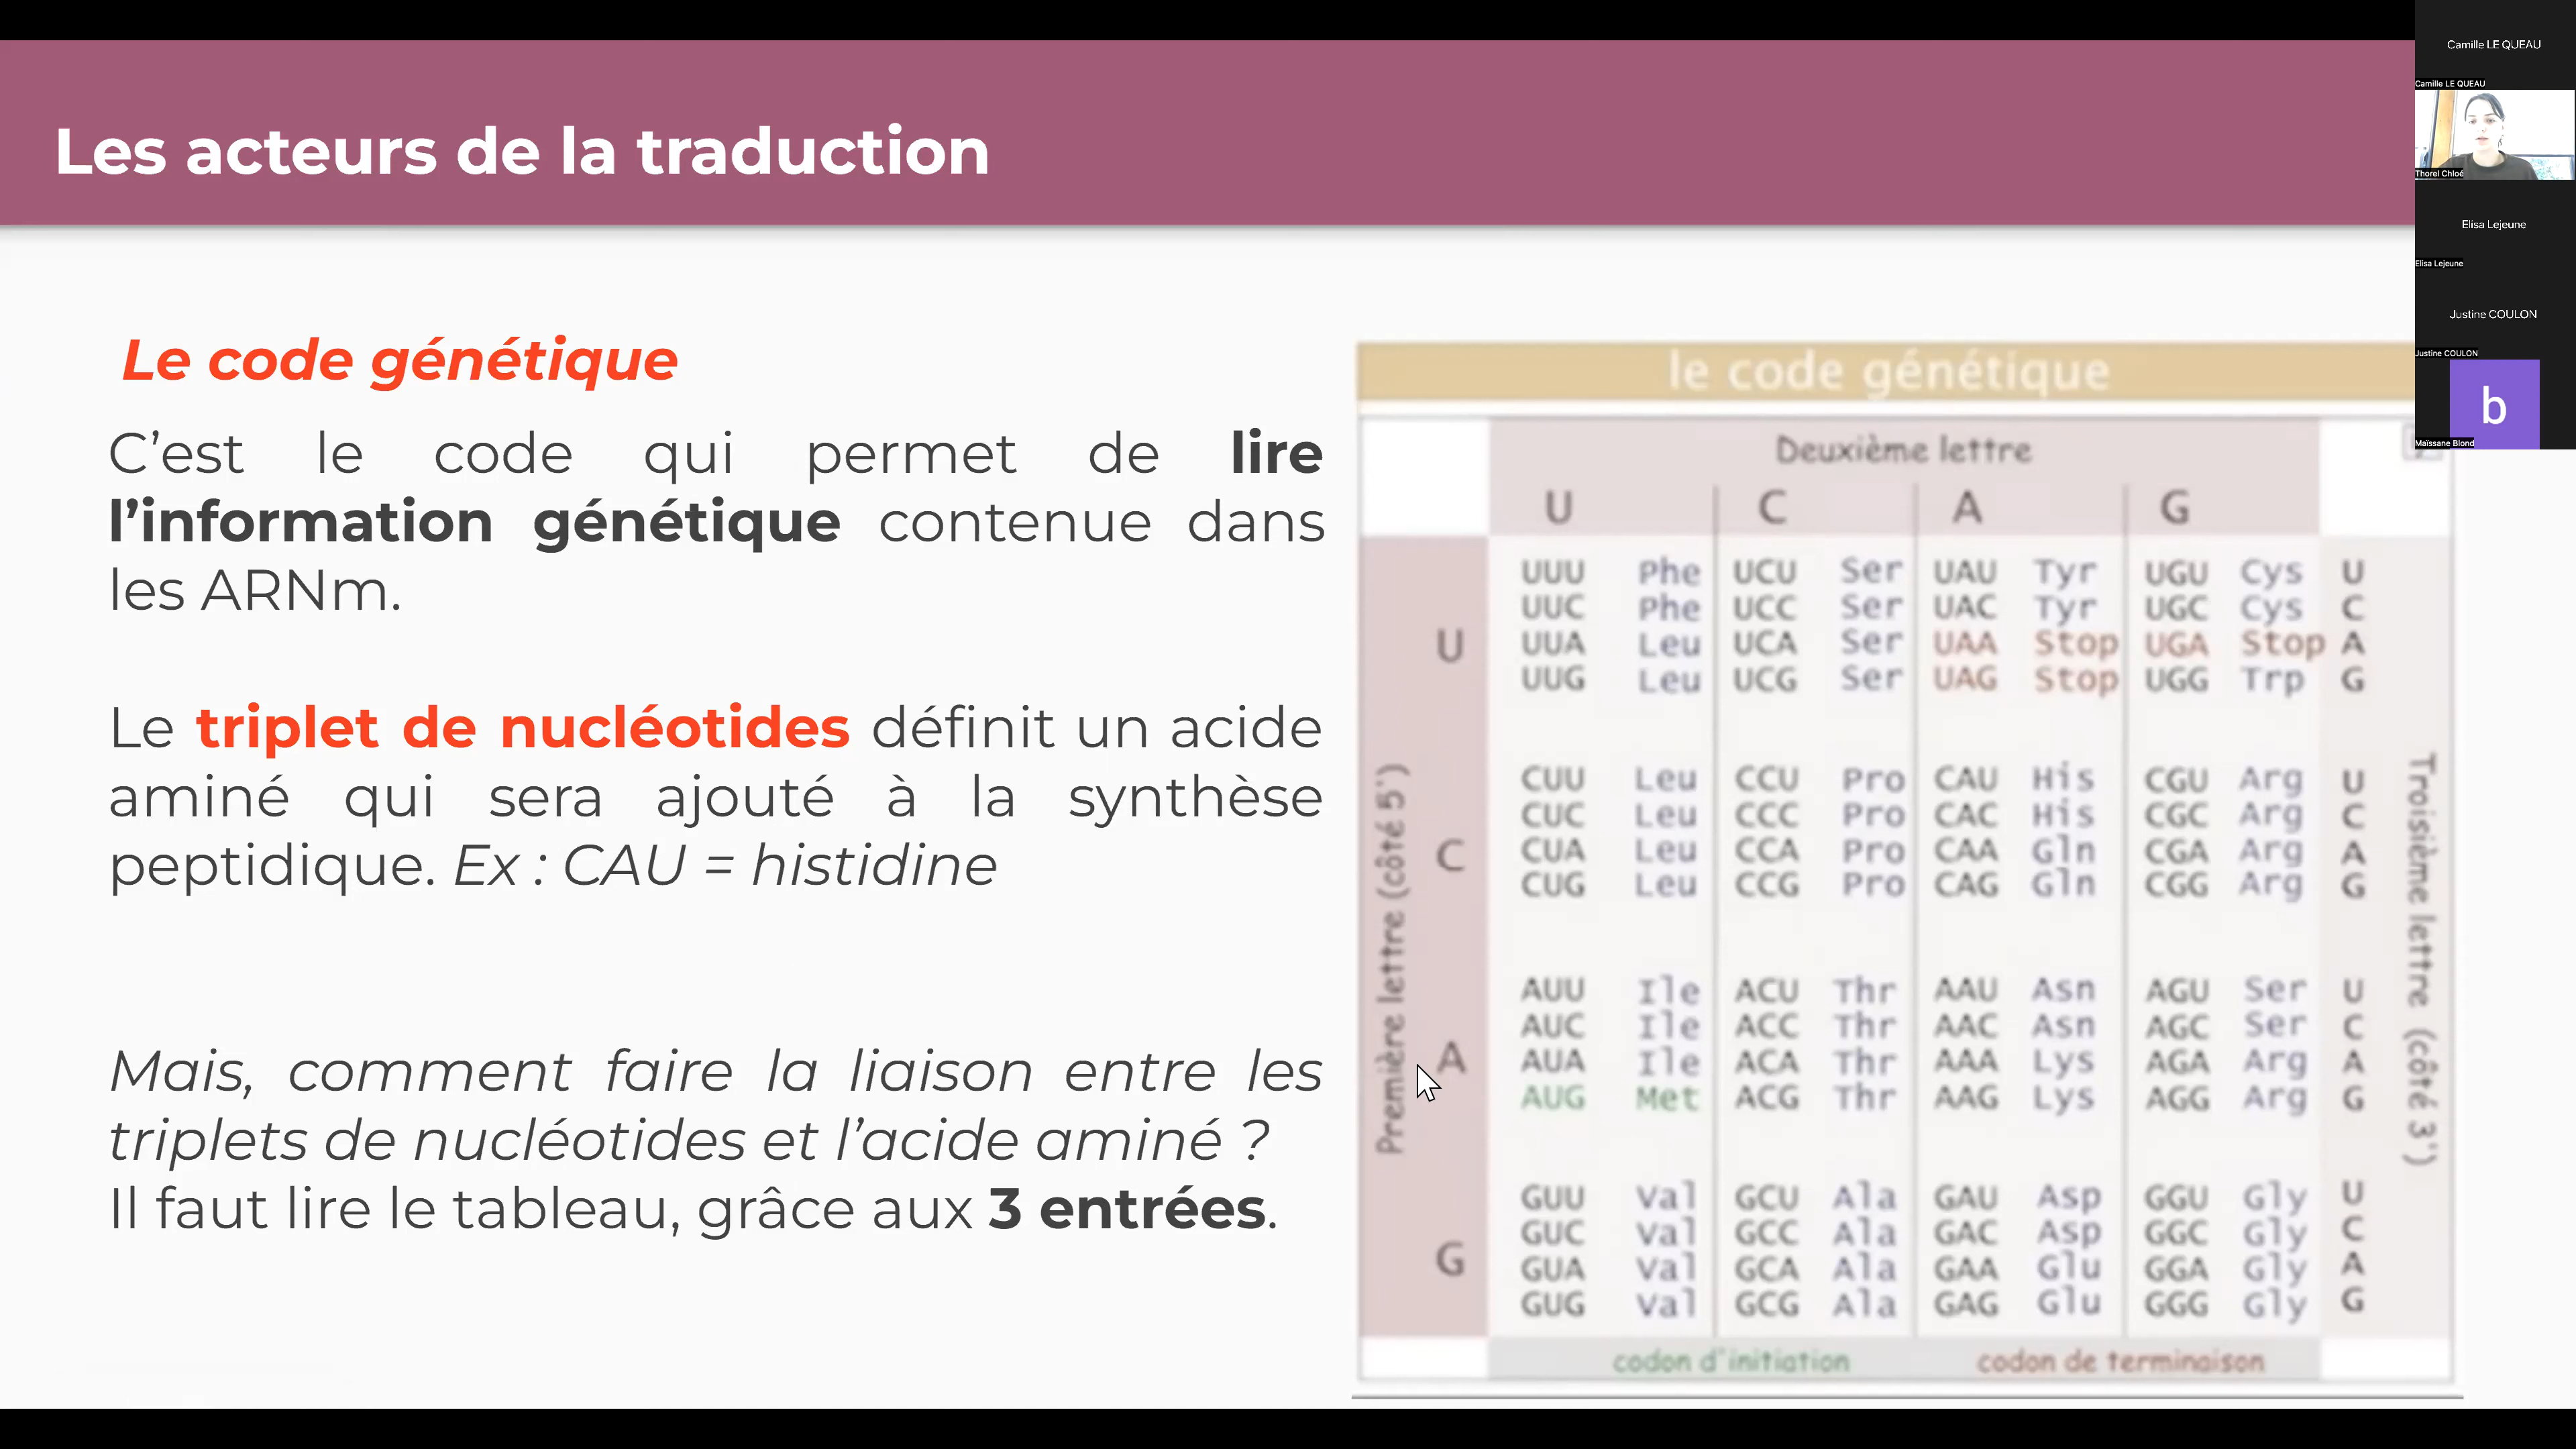 Les acteurs de la traduction
Le code génétique
C'est le code qui permet de lire
l'information génétique contenue dans
les ARNm.
Le triplet de nucléotides définit un acide
aminé qui sera ajouté à la synthèse
peptidique. Ex : CAU = histidine
Mais, comment faire la liaison entre les
triplets de nucléotides et l'acide aminé ?
Il faut lire le tableau, grâce aux 3 entrées.
le code génétique
Deuxième lettre
U C A G
Première lettre (côté 5')
U
UUU Phe UCU Ser UAU Tyr UGU Cys U
UUC Phe UCC Ser UAC Tyr UGC Cys C
UUA Leu UCA Ser UAA Stop UGA Stop A
UUG Leu UCG Ser UAG Stop UGG Trp G
C
CUU Leu CCU Pro CAU His CGU Arg U
CUC Leu CCC Pro CAC His CGC Arg C
CUA Leu CCA Pro CAA Gln CGA Arg A
CUG Leu CCG Pro CAG Gln CGG Arg G
A
AUU Ile ACU Thr AAU Asn AGU Ser U
AUC Ile ACC Thr AAC Asn AGC Ser C
AUA Ile ACA Thr AAA Lys AGA Arg A
AUG Met ACG Thr AAG Lys AGG Arg G
G
GUU Val GCU Ala GAU Asp GGU Gly U
GUC Val GCC Ala GAC Asp GGC Gly C
GUA Val GCA Ala GAA Glu GGA Gly A
GUG Val GCG Ala GAG Glu GGG Gly G
Troisième lettre (côté 3')
codon d'initiation codon de terminaison
Camille LE QUEAU
Camille LE QUEAU
Thorel Chloé
Elisa Lejeune
Elisa Lejeune
Justine COULON
Justine COULON
b
Maïssane Blond